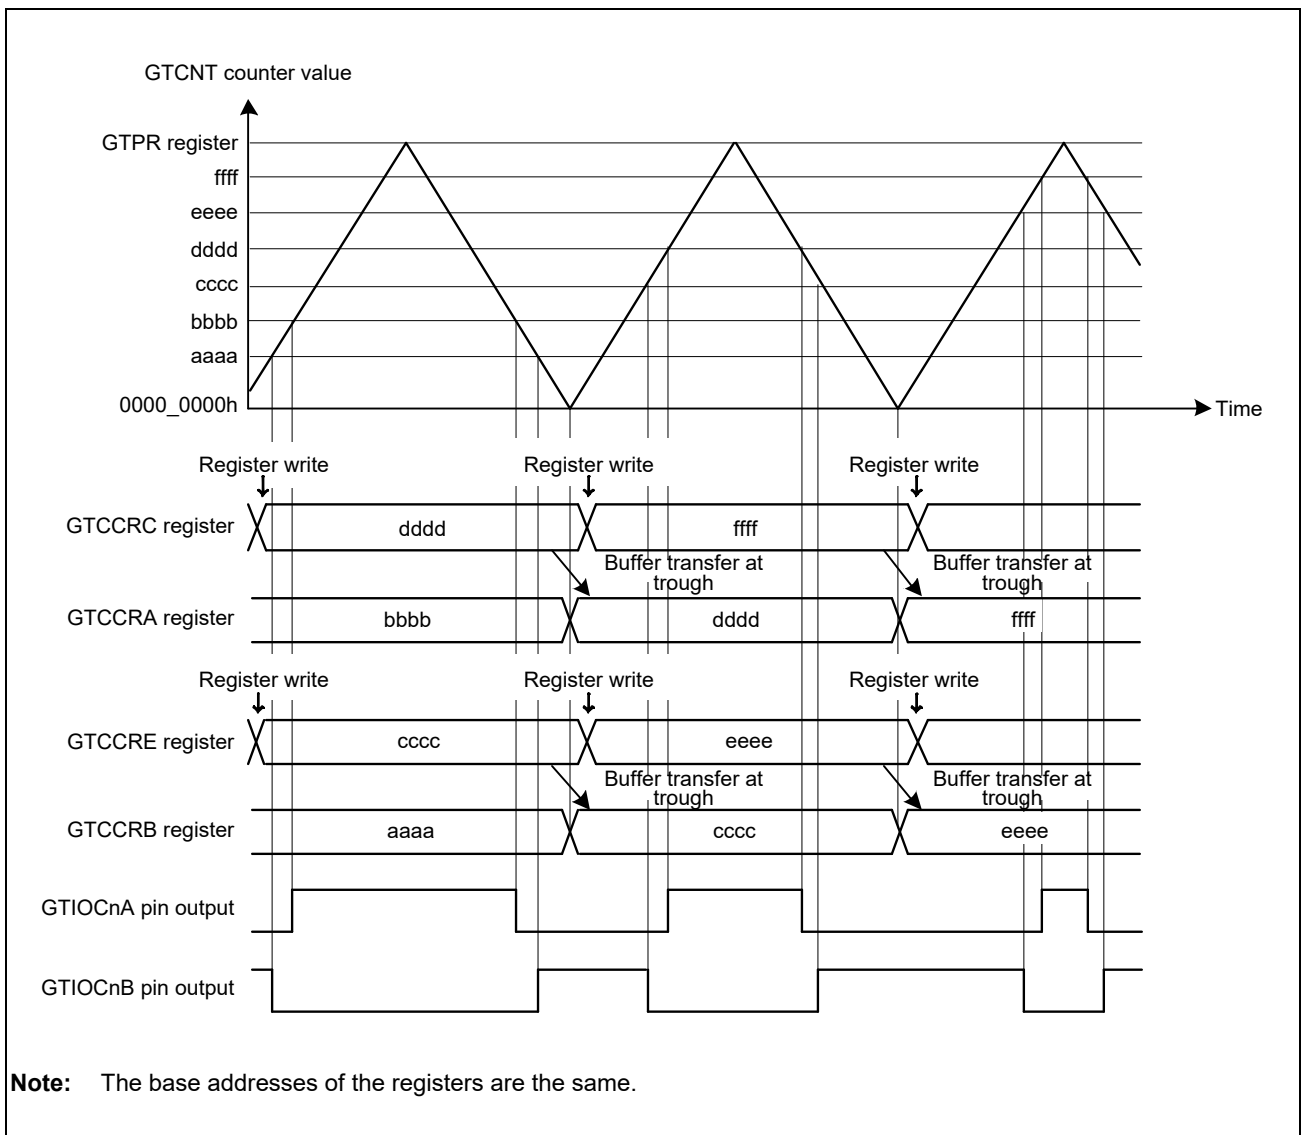 GTCNT counter value
GTPR register
ffff
eeee
dddd
cccc
bbbb
aaaa
0000_0000h
Time
Register write Register write Register write
GTCCRC register dddd ffff
Buffer transfer at trough Buffer transfer at trough
GTCCRA register bbbb dddd ffff
Register write Register write Register write
GTCCRE register cccc eeee
Buffer transfer at trough Buffer transfer at trough
GTCCRB register aaaa cccc eeee
GTIOCnA pin output
GTIOCnB pin output
Note: The base addresses of the registers are the same.